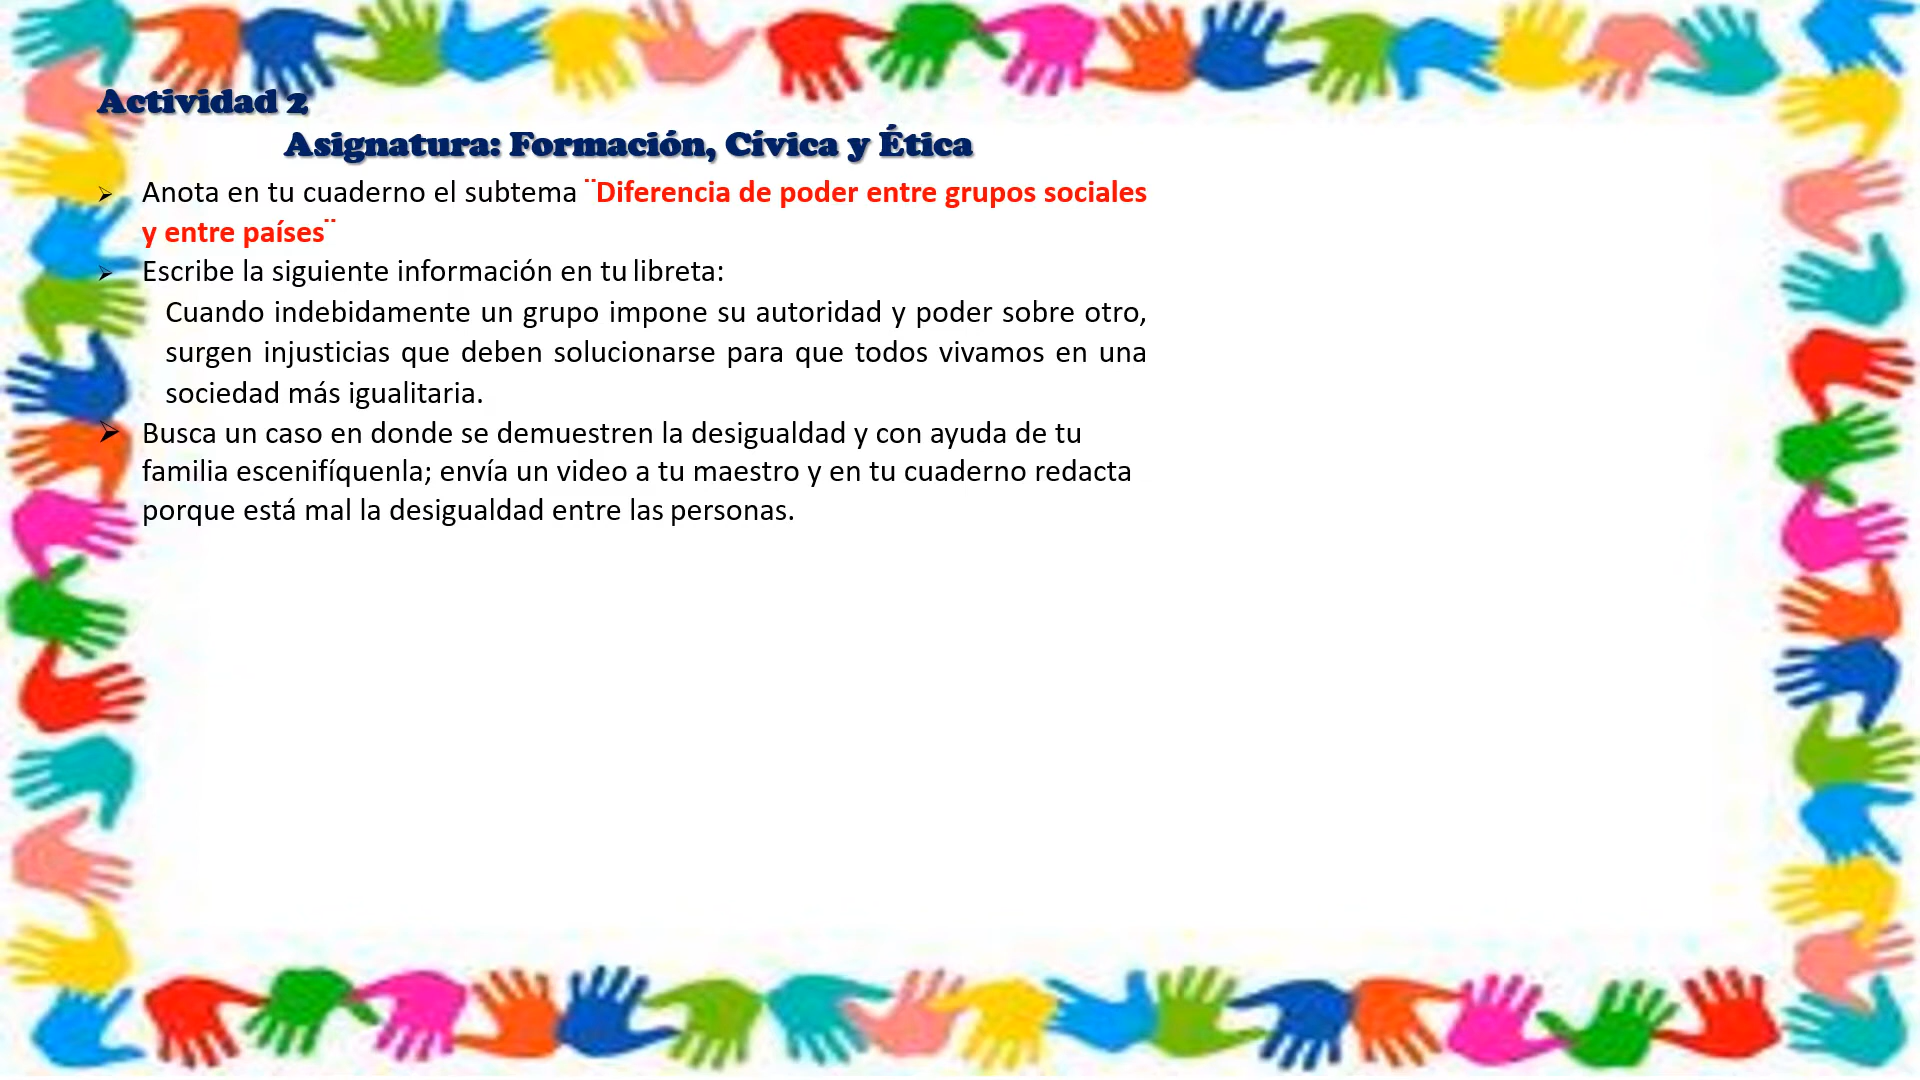 Actividad 2
Asignatura: Formación, Cívica y Ética
➢ Anota en tu cuaderno el subtema ¨Diferencia de poder entre grupos sociales
y entre países¨
➢ Escribe la siguiente información en tu libreta:
Cuando indebidamente un grupo impone su autoridad y poder sobre otro,
surgen injusticias que deben solucionarse para que todos vivamos en una
sociedad más igualitaria.
➢ Busca un caso en donde se demuestren la desigualdad y con ayuda de tu
familia escenifíquenla; envía un video a tu maestro y en tu cuaderno redacta
porque está mal la desigualdad entre las personas.